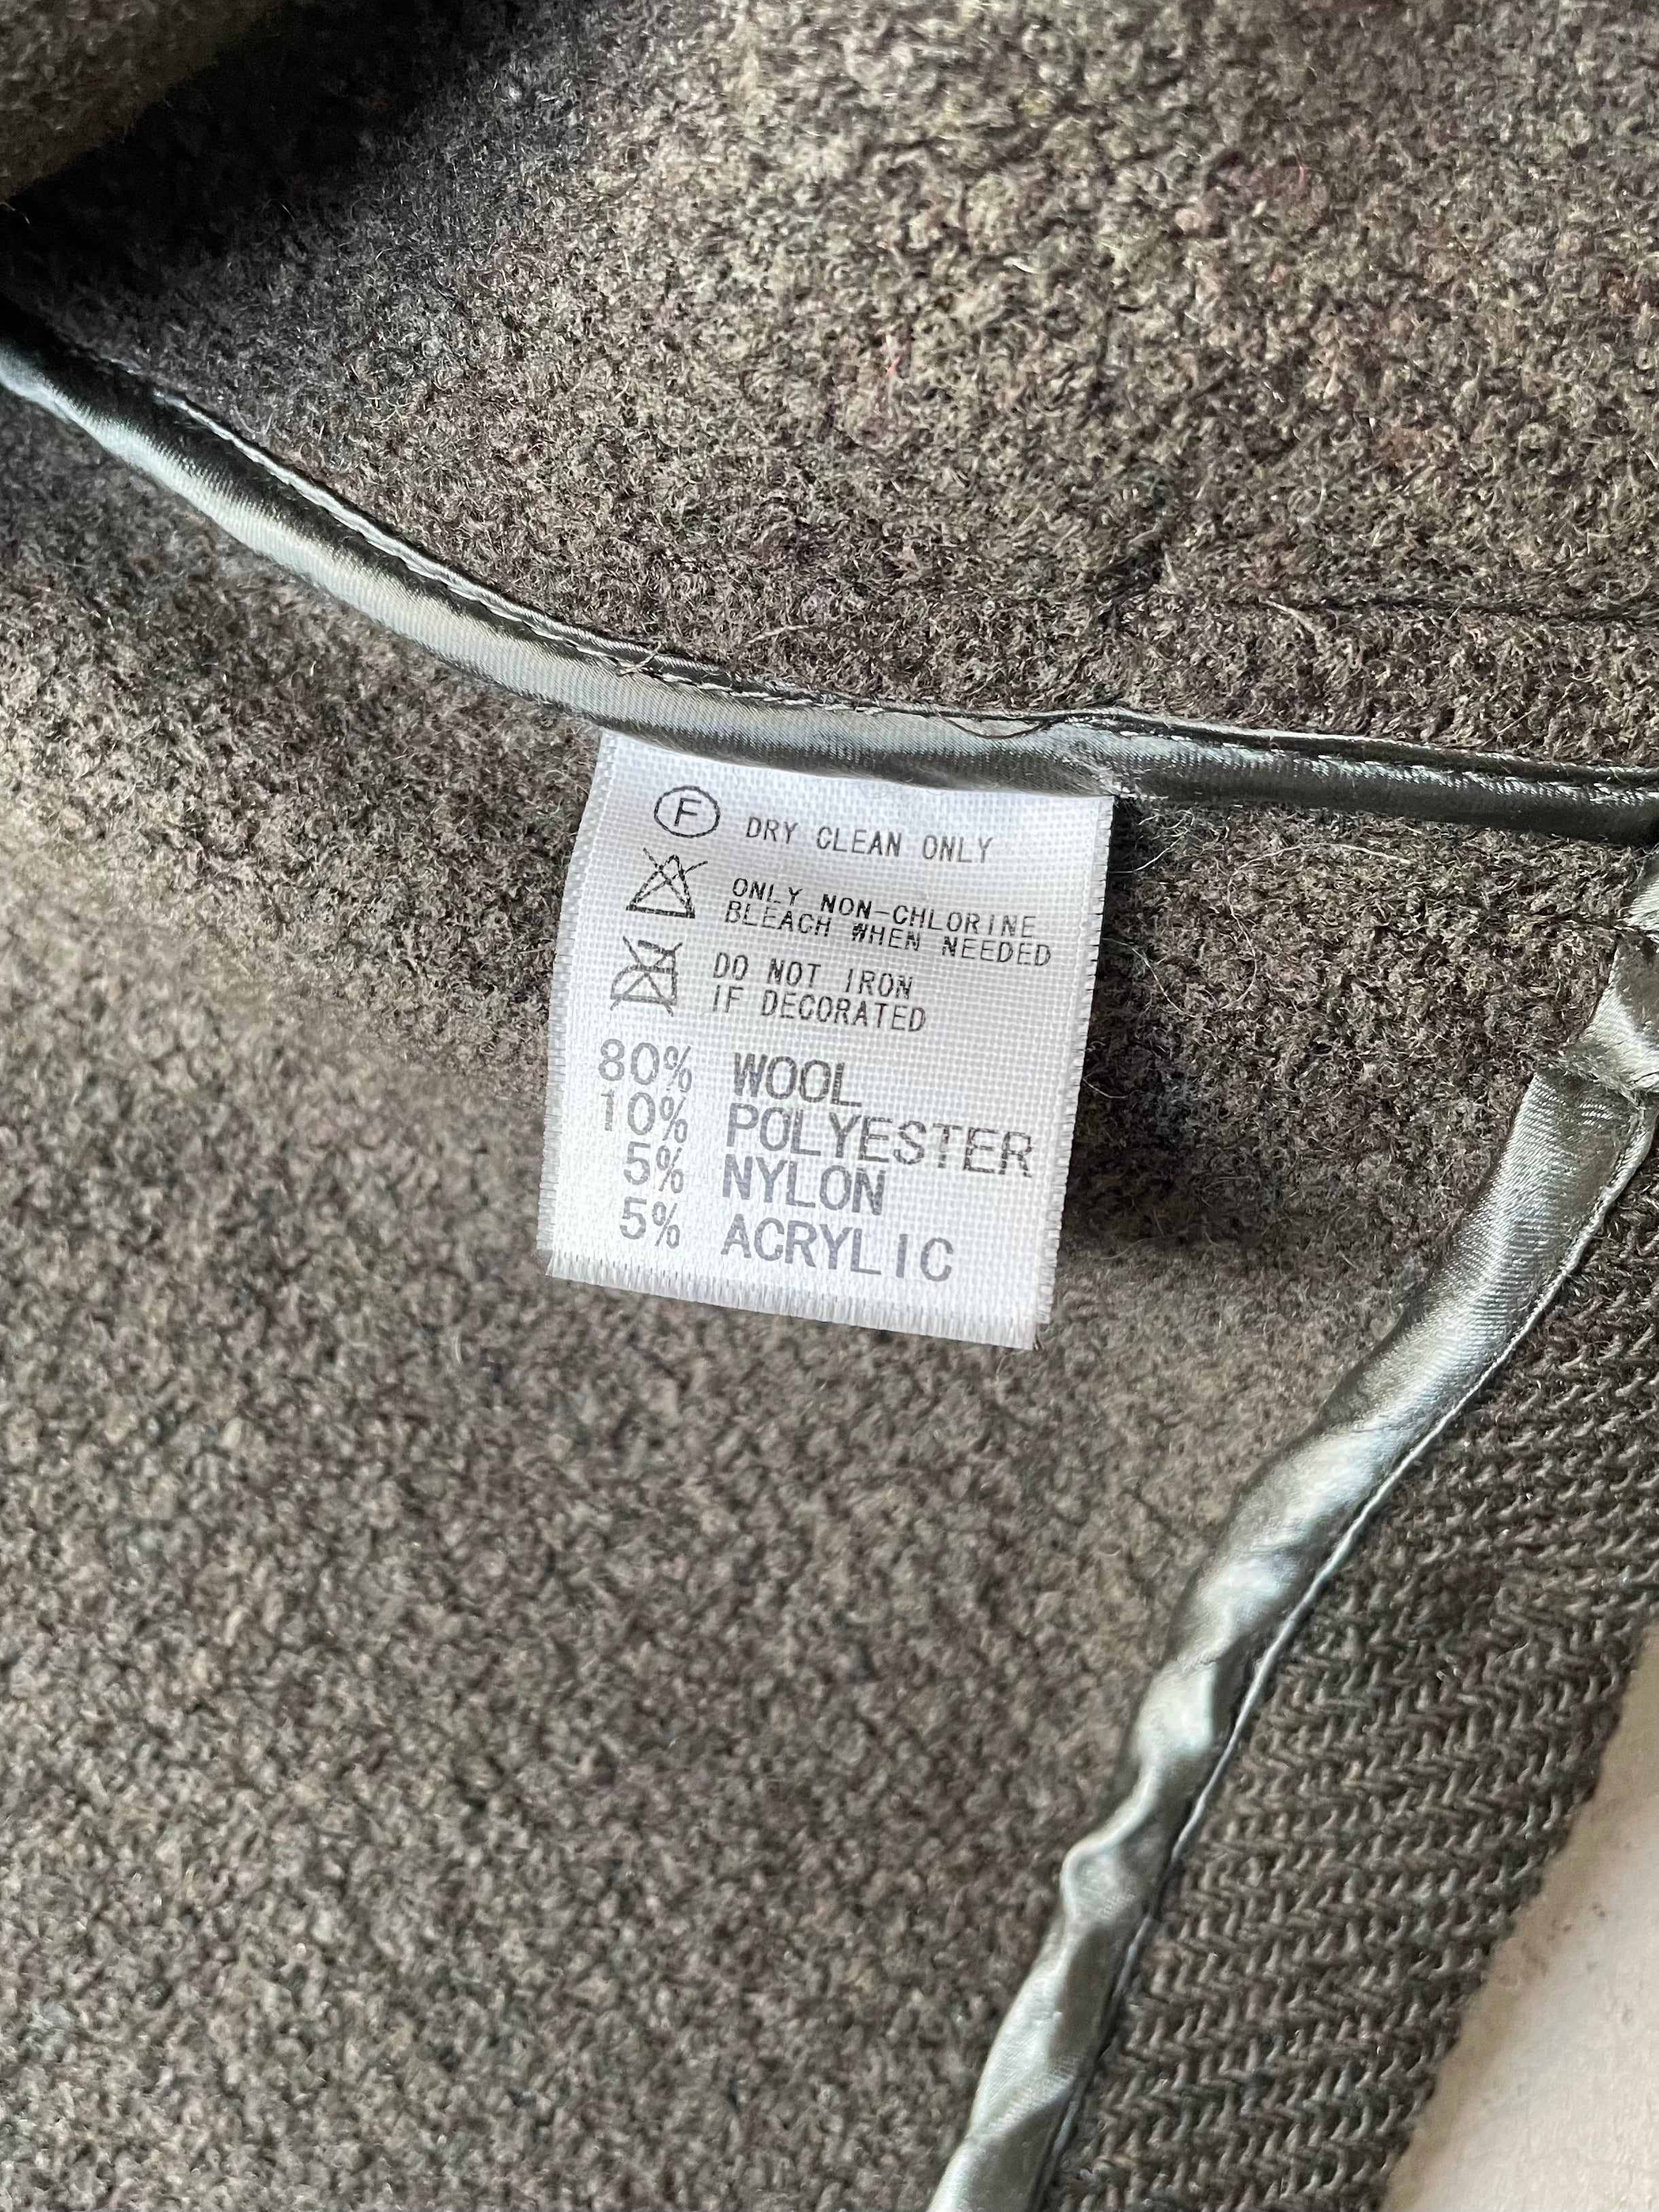 F DRY CLEAN ONLY
ONLY NON-CHLORINE
BLEACH WHEN NEEDED
DO NOT IRON
IF DECORATED
80% WOOL
10% POLYESTER
5% NYLON
5% ACRYLIC